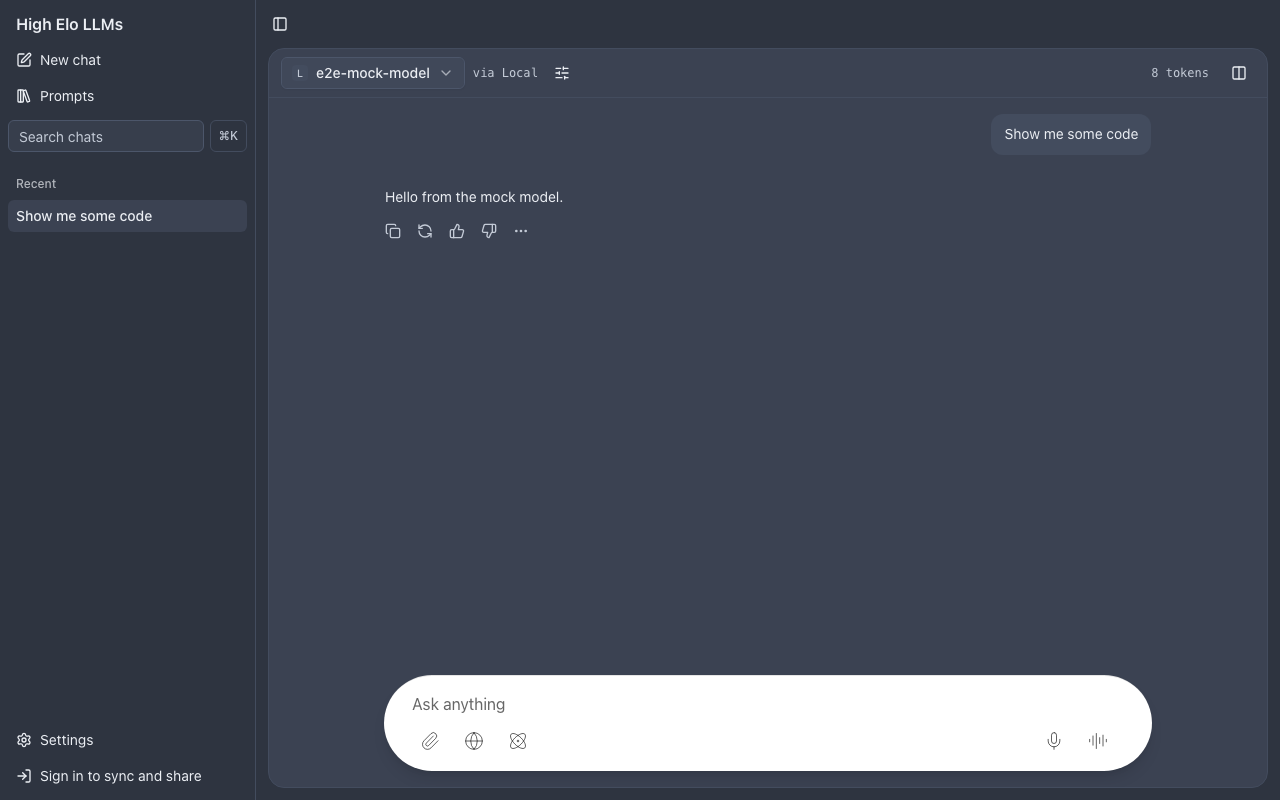 High Elo LLMs
New chat
Prompts
Search chats
⌘K
Recent
Show me some code
Settings
Sign in to sync and share
L
e2e-mock-model
via Local
8 tokens
Show me some code
Hello from the mock model.
Ask anything